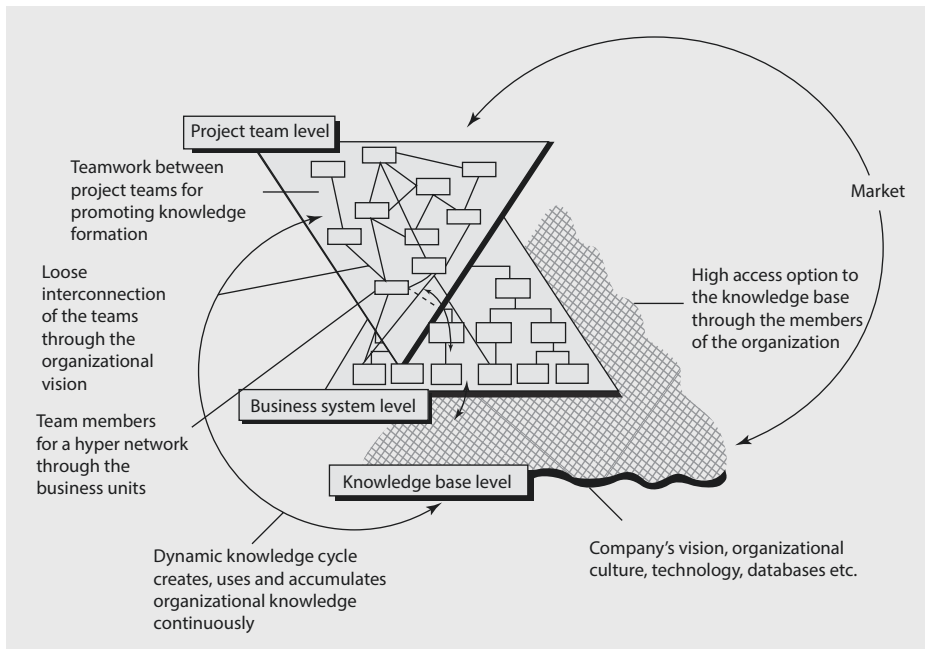 Project team level
Teamwork between
project teams for
promoting knowledge
formation
Market
Loose
interconnection
of the teams
through the
organizational
vision
High access option to
the knowledge base
through the members
of the organization
Team members
for a hyper network
through the
business units
Business system level
Knowledge base level
Dynamic knowledge cycle
creates, uses and accumulates
organizational knowledge
continuously
Company’s vision, organizational
culture, technology, databases etc.